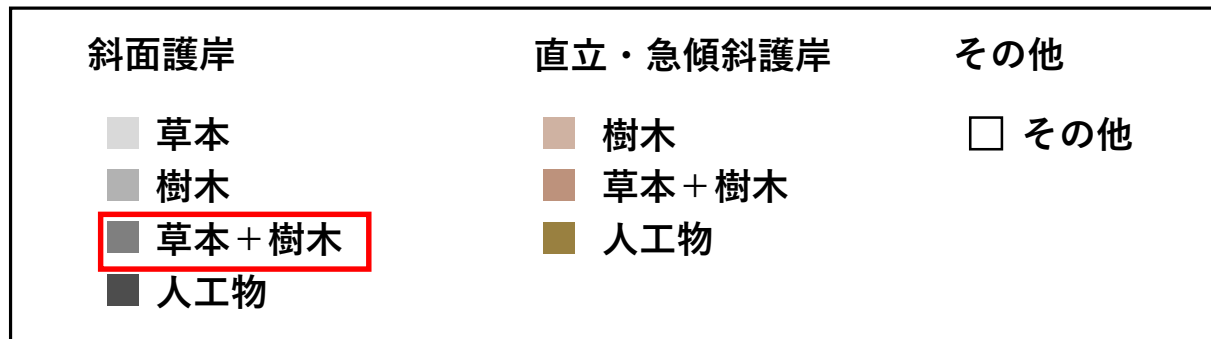 斜面護岸
草本
樹木
草本＋樹木
人工物
直立・急傾斜護岸
樹木
草本＋樹木
人工物
その他
その他